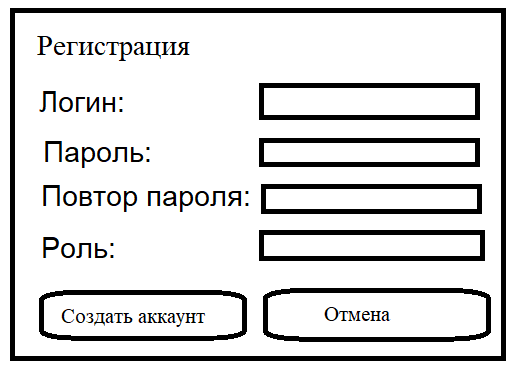 Регистрация
Логин:
Пароль:
Повтор пароля:
Роль:
Создать аккаунт
Отмена